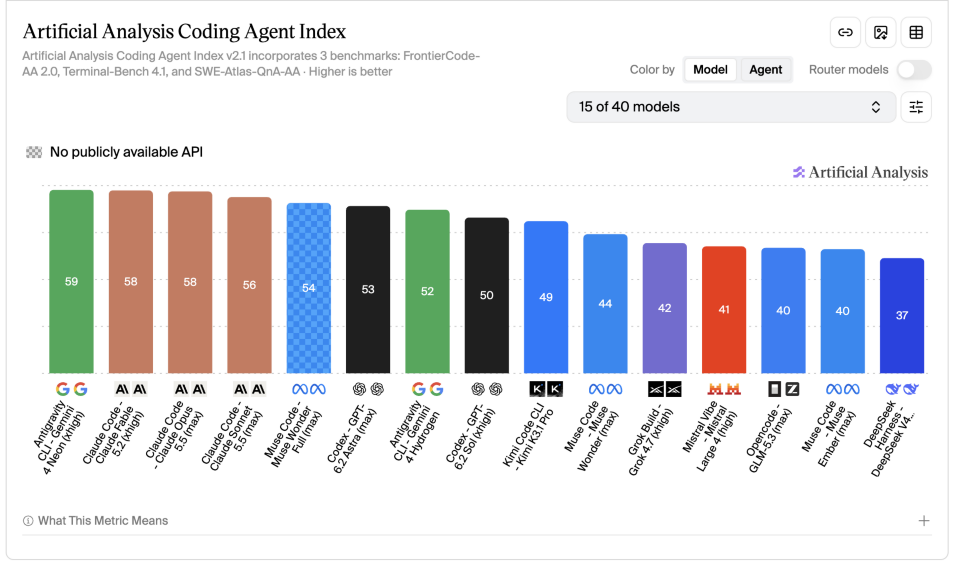 Artificial Analysis Coding Agent Index
Artificial Analysis Coding Agent Index v2.1 incorporates 3 benchmarks: FrontierCode-
AA 2.0, Terminal-Bench 4.1, and SWE-Atlas-QnA-AA · Higher is better
Color by
Model
Agent
Router models
15 of 40 models
No publicly available API
Artificial Analysis
59
58
58
56
54
53
52
50
49
44
42
41
40
40
37
Antigravity
CLI - Gemini
4 Neon (xhigh)
Claude Code -
Claude Fable
5.2 (xhigh)
Claude Code
- Claude Opus
5.5 (max)
Claude Code -
Claude Sonnet
5.5 (max)
Muse Code -
Muse Wonder
Full (max)
Codex - GPT-
6.2 Astra (max)
Antigravity
CLI - Gemini
4 Hydrogen
Codex - GPT-
6.2 Sol (xhigh)
Kimi Code CLI
- Kimi K3.1 Pro
Muse Code
- Muse
Wonder (max)
Grok Build -
Grok 4.7 (xhigh)
Mistral Vibe
- Mistral
Large 4 (high)
Opencode -
GLM-5.3 (max)
Muse Code
- Muse
Ember (max)
DeepSeek
Harness -
DeepSeek V4...
What This Metric Means